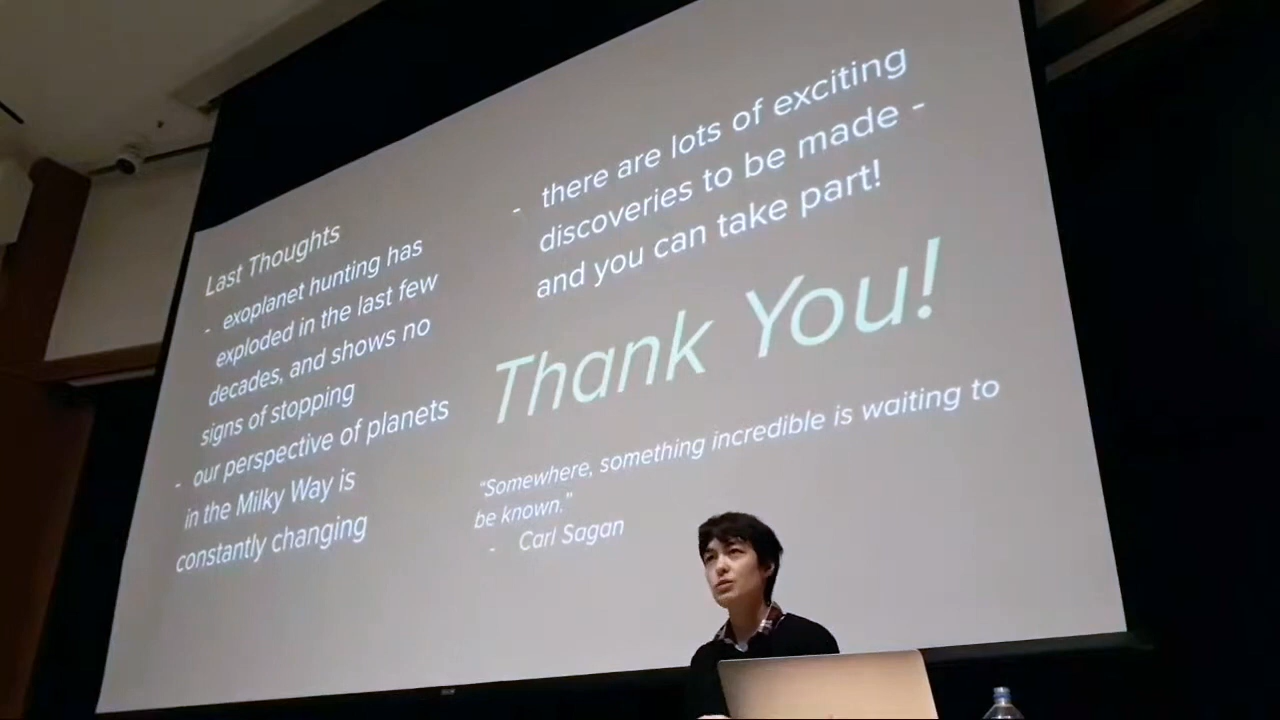 Last Thoughts
- exoplanet hunting has
exploded in the last few
decades, and shows no
signs of stopping
- our perspective of planets
in the Milky Way is
constantly changing
- there are lots of exciting
discoveries to be made -
and you can take part!
Thank You!
"Somewhere, something incredible is waiting to
be known."
- Carl Sagan